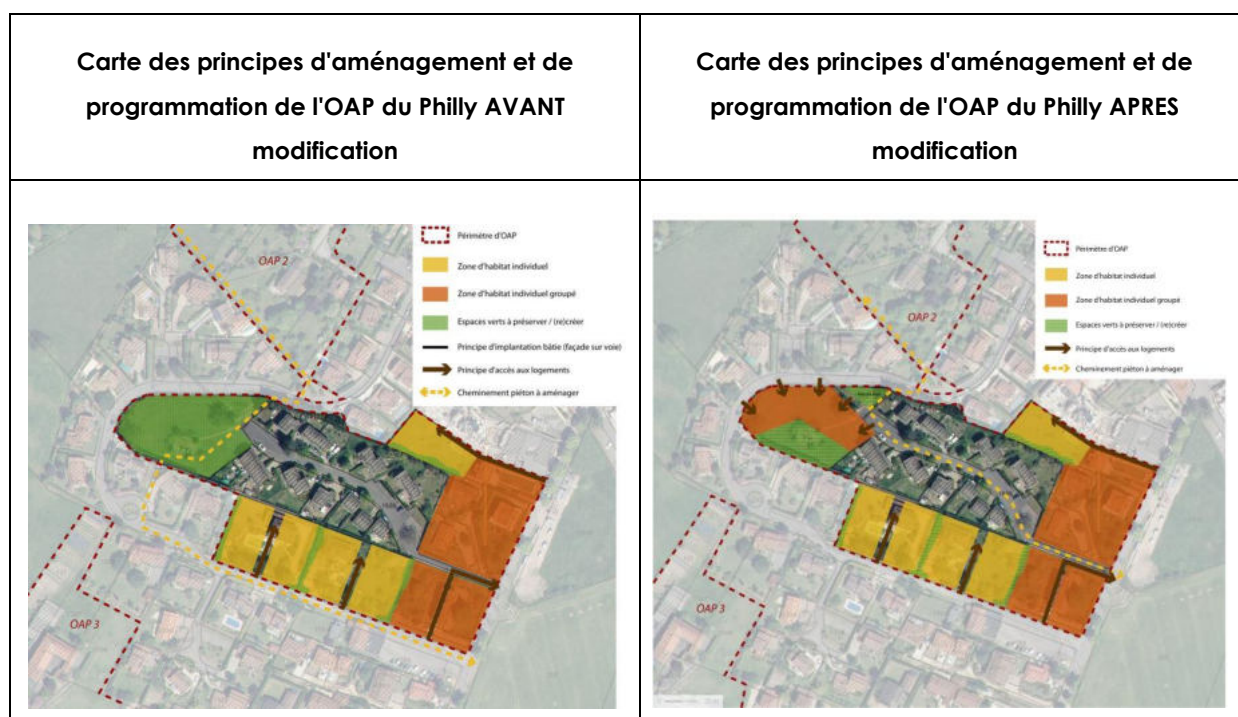 Carte des principes d'aménagement et de
programmation de l'OAP du Philly AVANT
modification
Carte des principes d'aménagement et de
programmation de l'OAP du Philly APRES
modification
Périmètre d'OAP
Zone d'habitat individuel
Zone d'habitat individuel groupé
Espaces verts à préserver / (re)créer
Principe d'implantation bâtie (façade sur voie)
Principe d'accès aux logements
Cheminement piéton à aménager
OAP 2
OAP 3
Périmètre d'OAP
Zone d'habitat individuel
Zone d'habitat individuel groupé
Espaces verts à préserver / (re)créer
Principe d'accès aux logements
Cheminement piéton à aménager
OAP 2
OAP 3